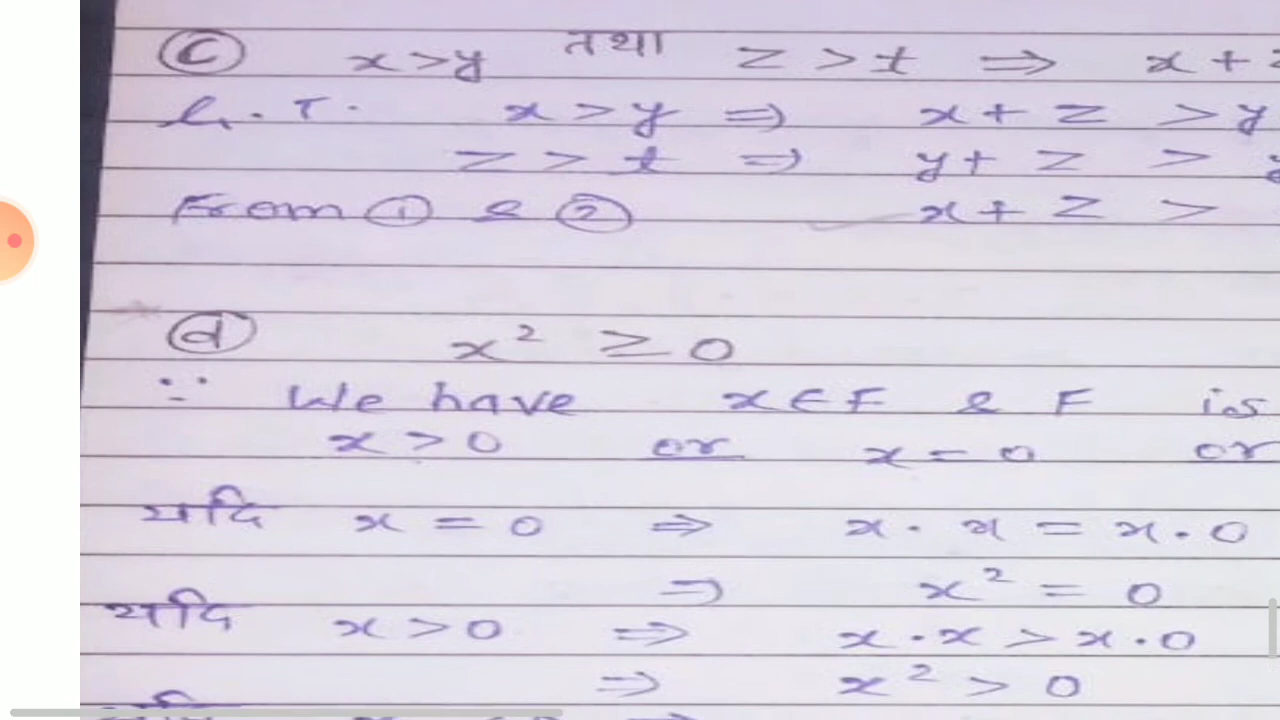 (c) x > y तथा z > t ⇒ x +
L.T. x > y ⇒ x + z > y
z > t ⇒ y + z >
From ① & ② x + z >
(d) x² ≥ 0
∵ We have x ∈ F & F is
x > 0 or x = 0 or
यदि x = 0 ⇒ x · x = x · 0
⇒ x² = 0
यदि x > 0 ⇒ x · x > x · 0
⇒ x² > 0